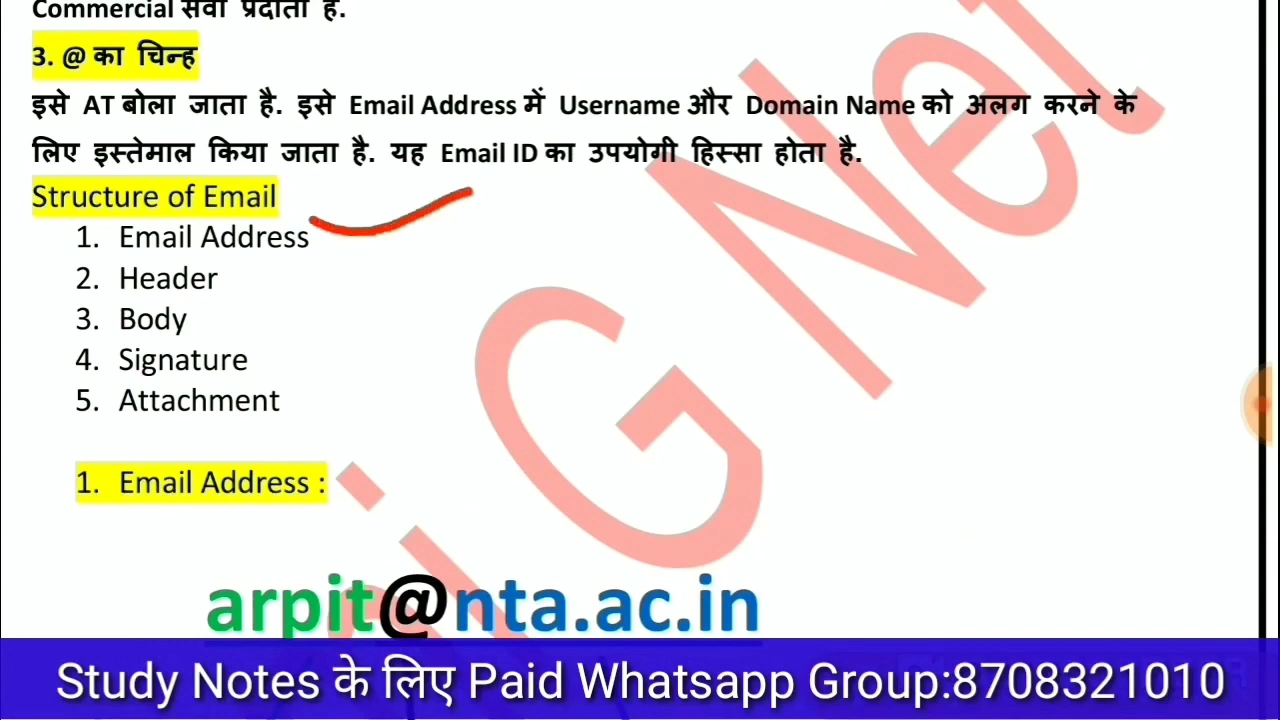 Commercial सेवा प्रदाता है.
3. @ का चिन्ह
इसे AT बोला जाता है. इसे Email Address में Username और Domain Name को अलग करने के
लिए इस्तेमाल किया जाता है. यह Email ID का उपयोगी हिस्सा होता है.
Structure of Email
1. Email Address
2. Header
3. Body
4. Signature
5. Attachment
1. Email Address :
arpit@nta.ac.in
Study Notes के लिए Paid Whatsapp Group:8708321010
i G Net